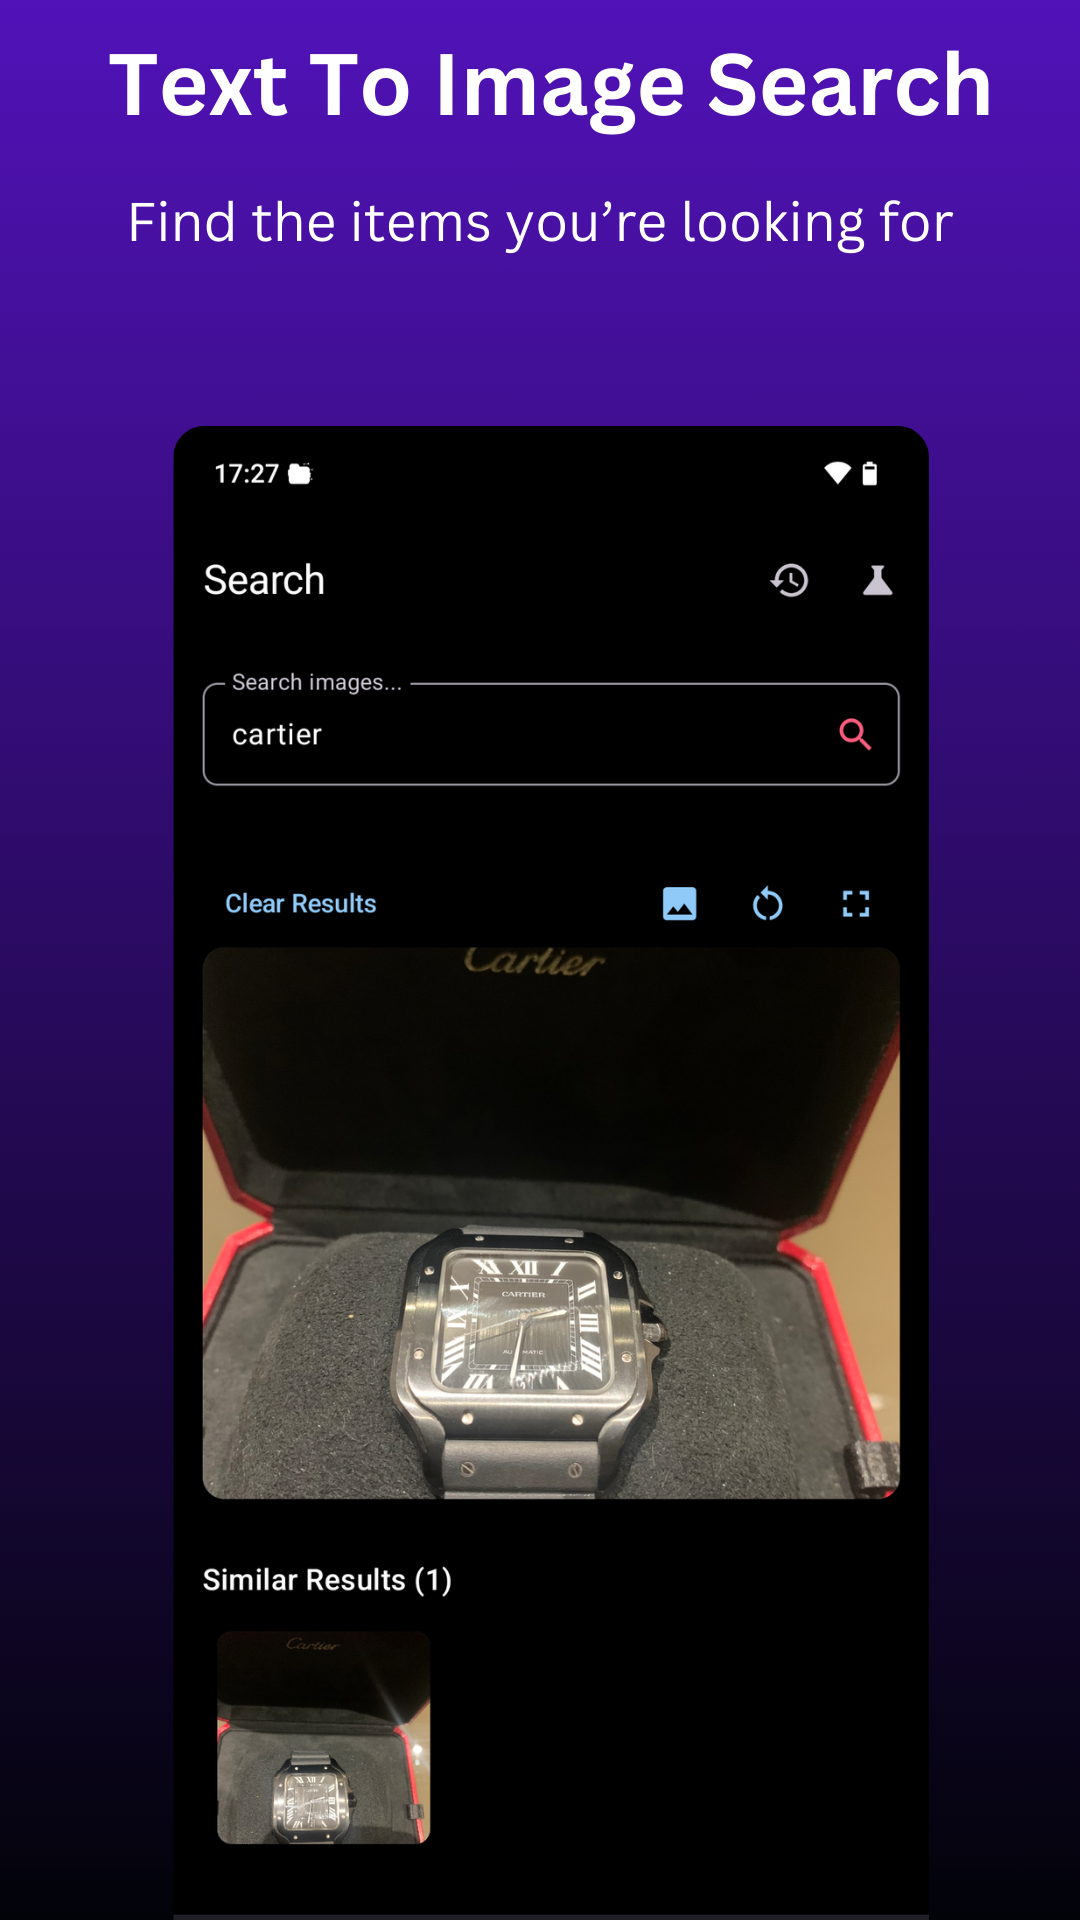 Text To Image Search
Find the items you’re looking for
17:27
Search
Search images...
cartier
Clear Results
Cartier
XII
CARTIER
Similar Results (1)
Cartier